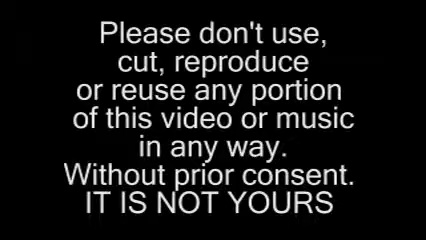 Please don't use,
cut, reproduce
or reuse any portion
of this video or music
in any way.
Without prior consent.
IT IS NOT YOURS